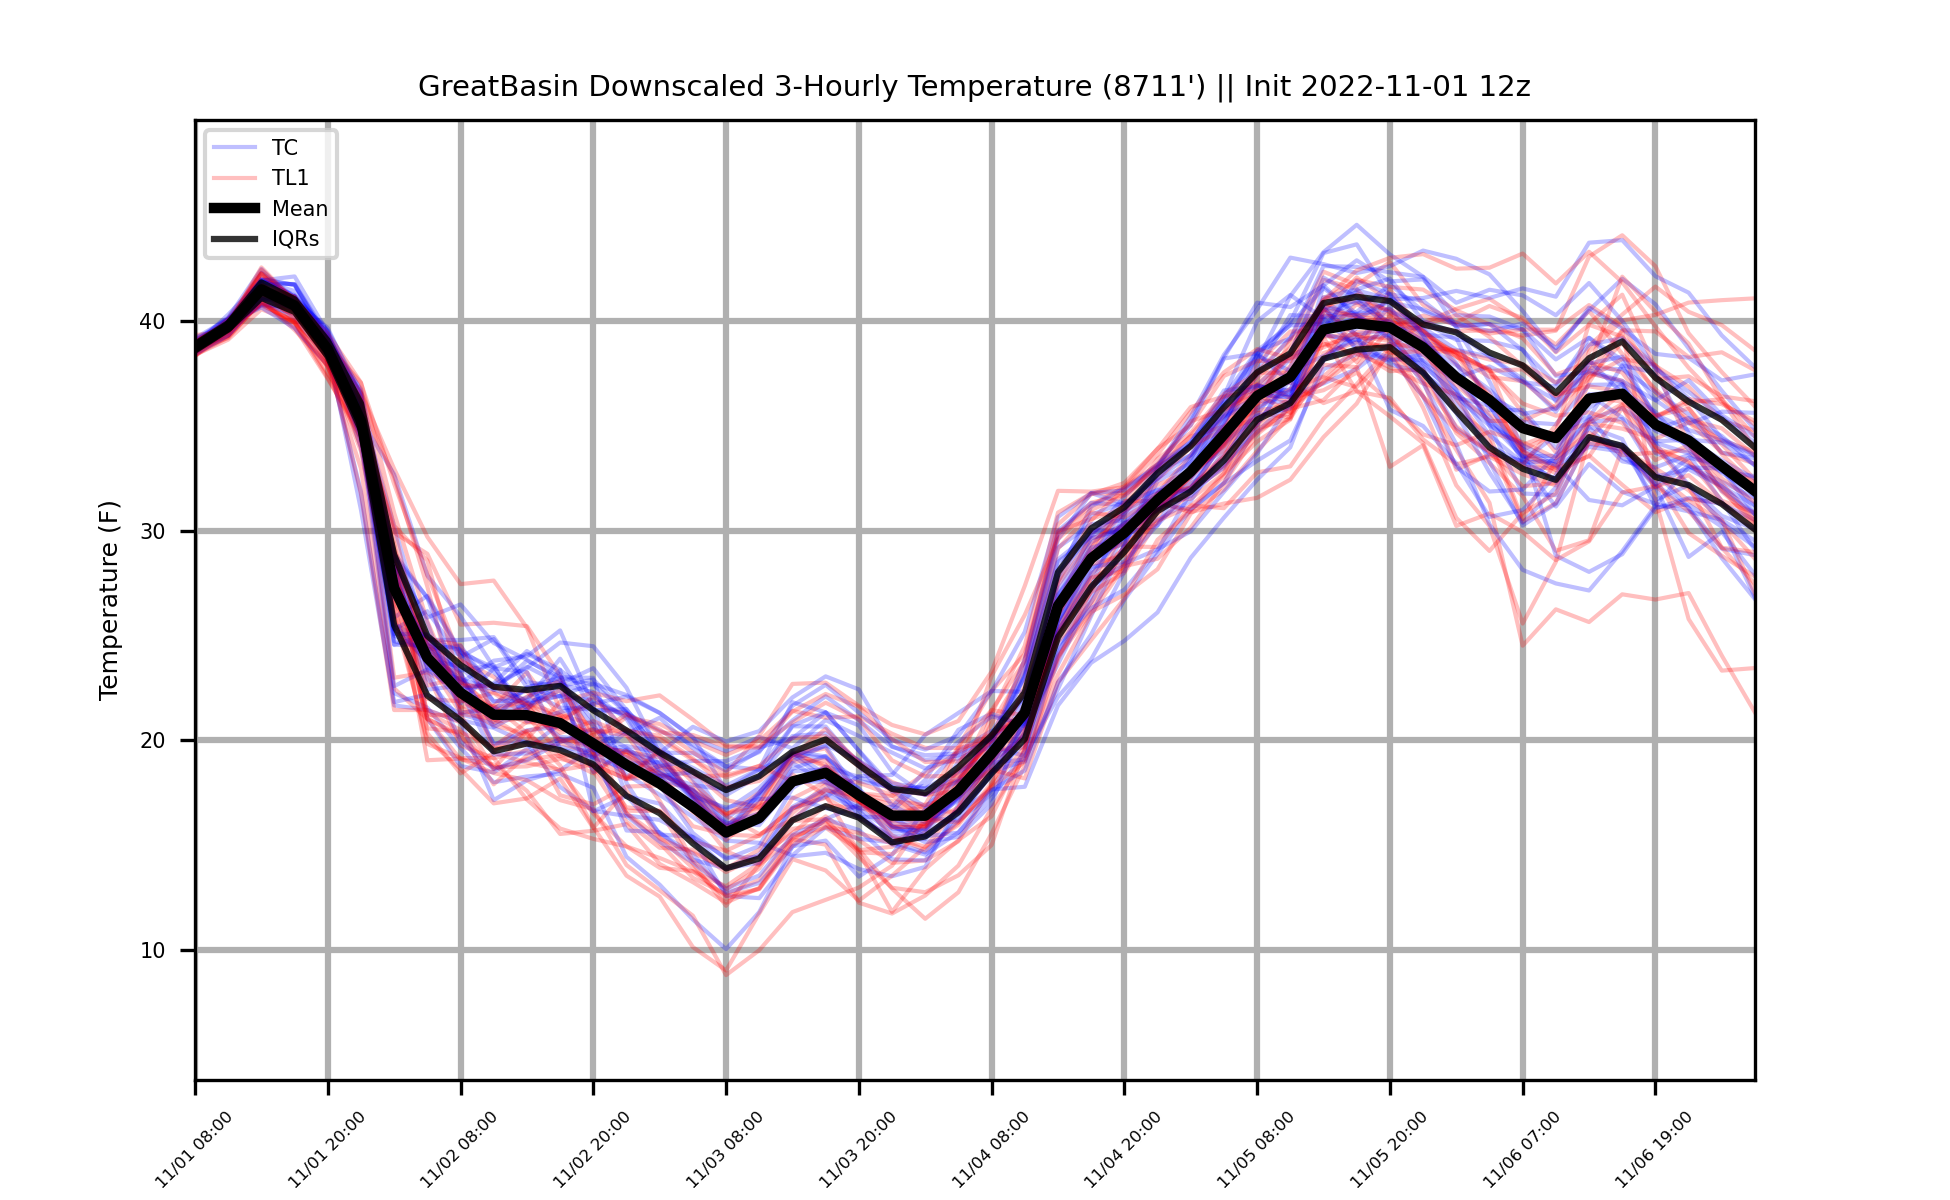 GreatBasin Downscaled 3-Hourly Temperature (8711') || Init 2022-11-01 12z
TC
TL1
Mean
IQRs
Temperature (F)
40
30
20
10
11/01 08:00
11/01 20:00
11/02 08:00
11/02 20:00
11/03 08:00
11/03 20:00
11/04 08:00
11/04 20:00
11/05 08:00
11/05 20:00
11/06 07:00
11/06 19:00